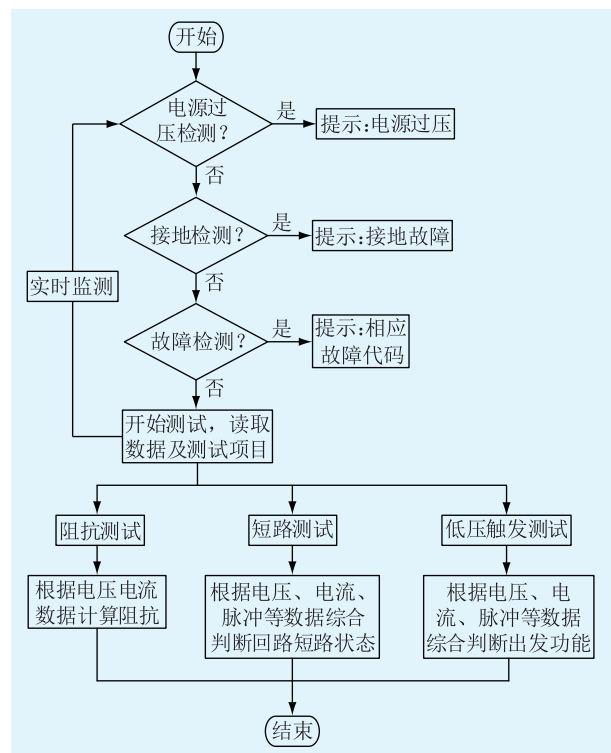 开始
电源过
压检测？
是
提示:电源过压
否
接地检测？
是
提示:接地故障
实时监测
否
故障检测？
是
提示:相应
故障代码
否
开始测试，读取
数据及测试项目
阻抗测试
短路测试
低压触发测试
根据电压电流
数据计算阻抗
根据电压、电流、
脉冲等数据综合
判断回路短路状态
根据电压、电
流、脉冲等数据
综合判断出发功能
结束